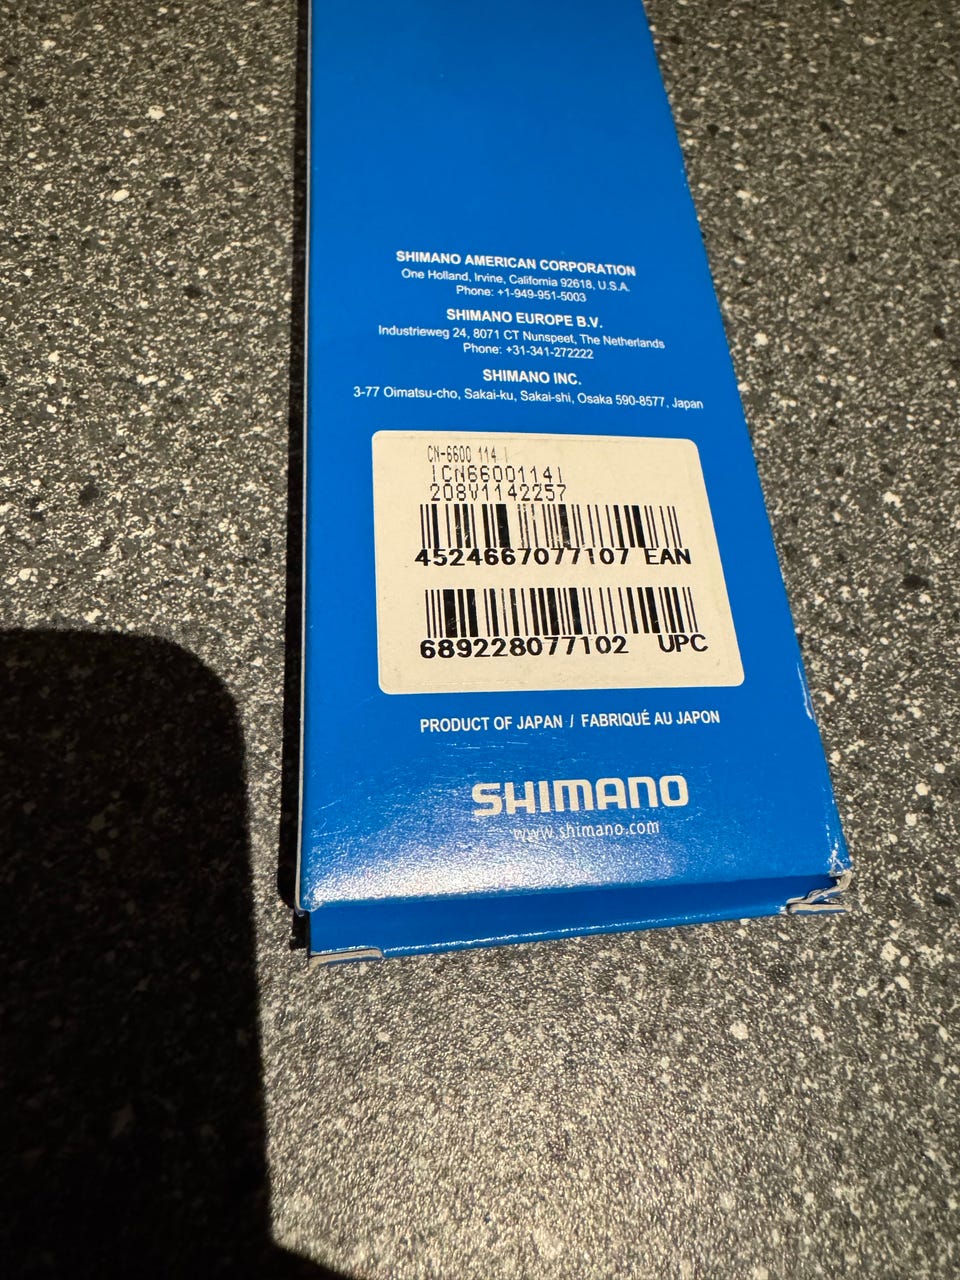 SHIMANO AMERICAN CORPORATION
One Holland, Irvine, California 92618, U.S.A.
Phone: +1-949-951-5003
SHIMANO EUROPE B.V.
Industrieweg 24, 8071 CT Nunspeet, The Netherlands
Phone: +31-341-272222
SHIMANO INC.
3-77 Oimatsu-cho, Sakai-ku, Sakai-shi, Osaka 590-8577, Japan
CN-6600 114 I
ICN6600114I
208V1142257
4524667077107 EAN
689228077102 UPC
PRODUCT OF JAPAN / FABRIQUÉ AU JAPON
SHIMANO
www.shimano.com